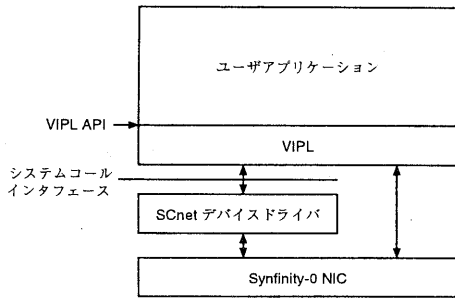 ユーザアプリケーション
VIPL API
VIPL
システムコール
インタフェース
SCnet デバイスドライバ
Synfinity-0 NIC